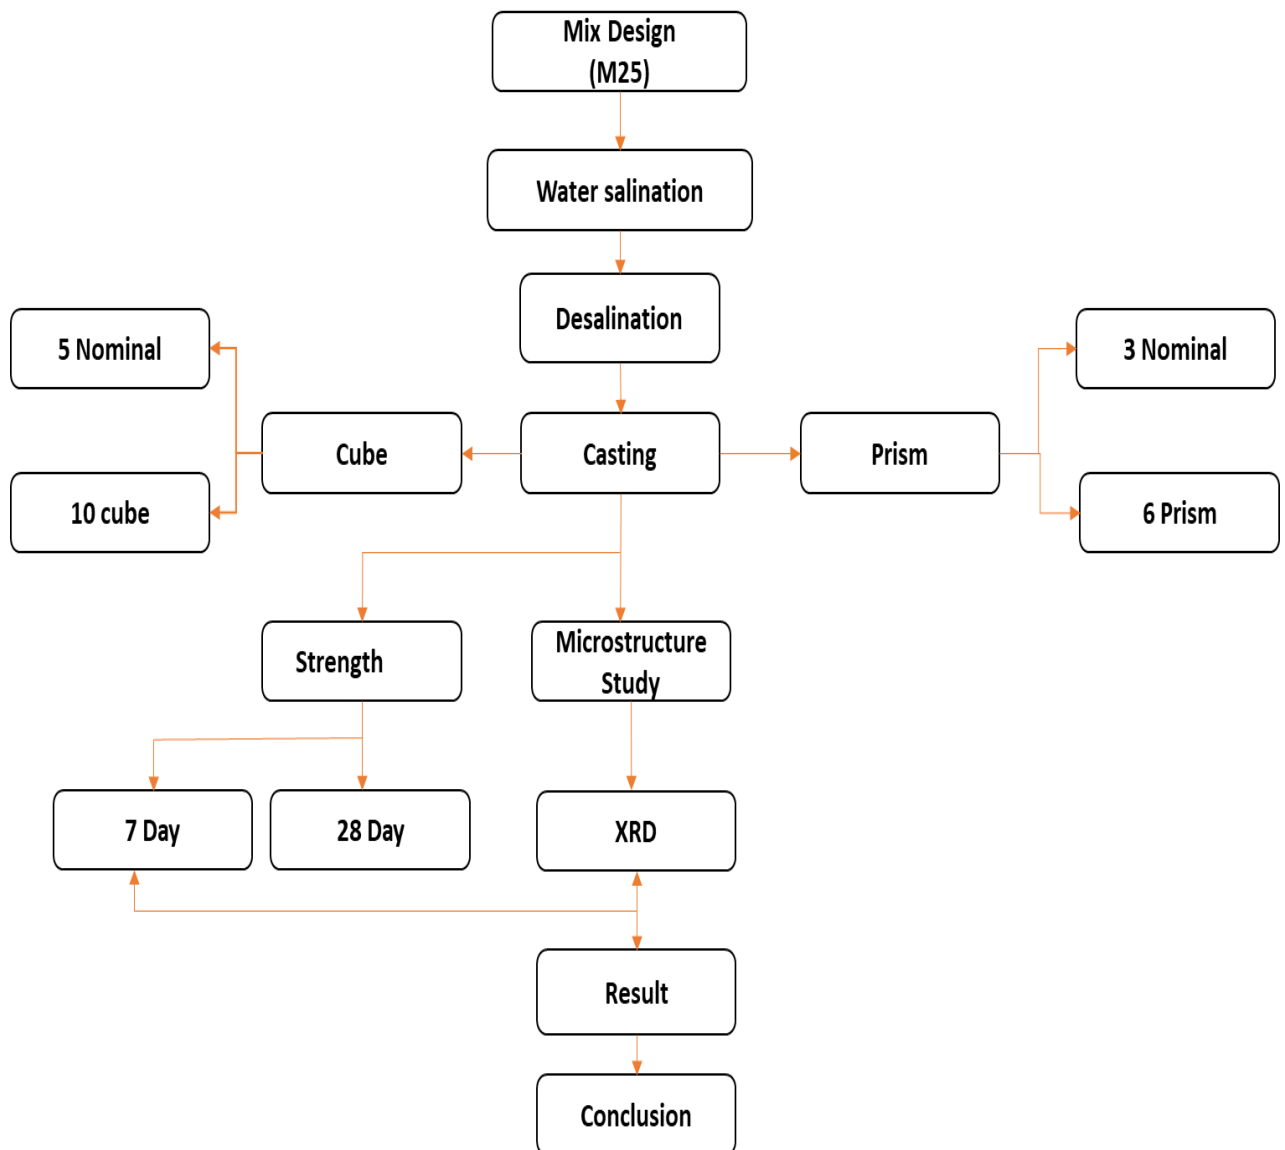 Mix Design
(M25)
Water salination
Desalination
5 Nominal
3 Nominal
Cube
Casting
Prism
10 cube
6 Prism
Strength
Microstructure
Study
7 Day
28 Day
XRD
Result
Conclusion